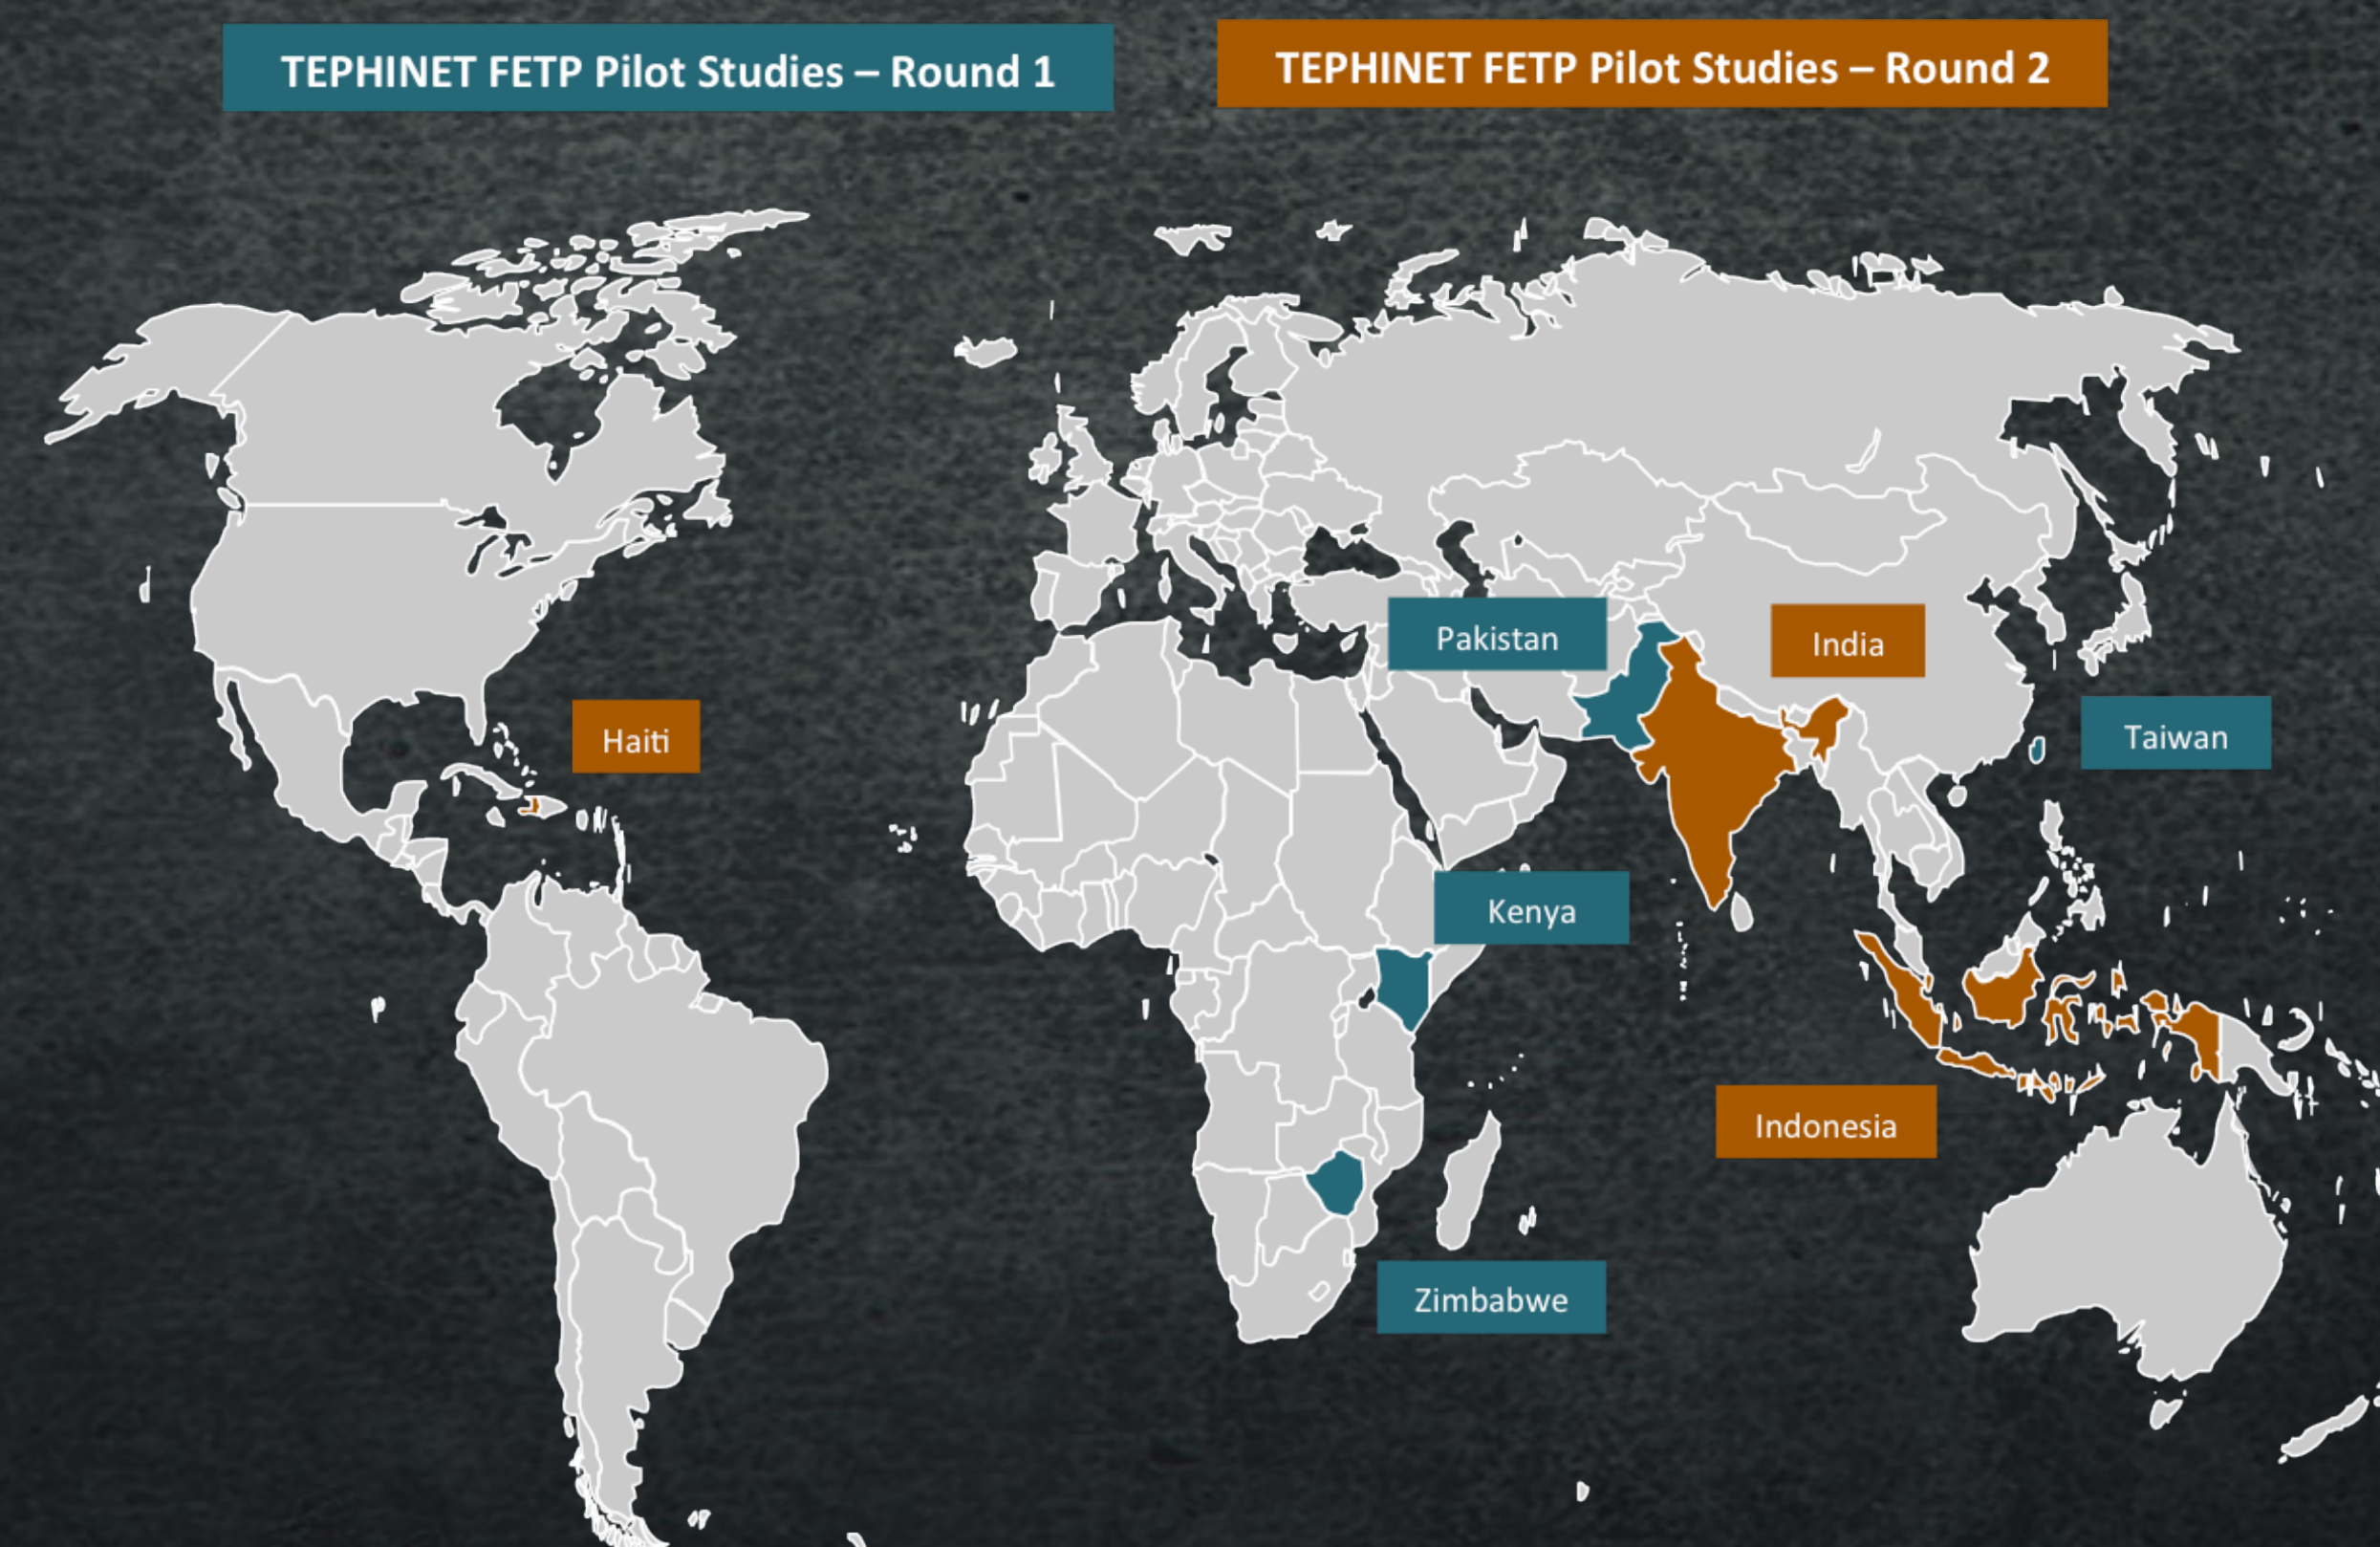 TEPHINET FETP Pilot Studies – Round 1
TEPHINET FETP Pilot Studies – Round 2
Pakistan
India
Haiti
Taiwan
Kenya
Indonesia
Zimbabwe